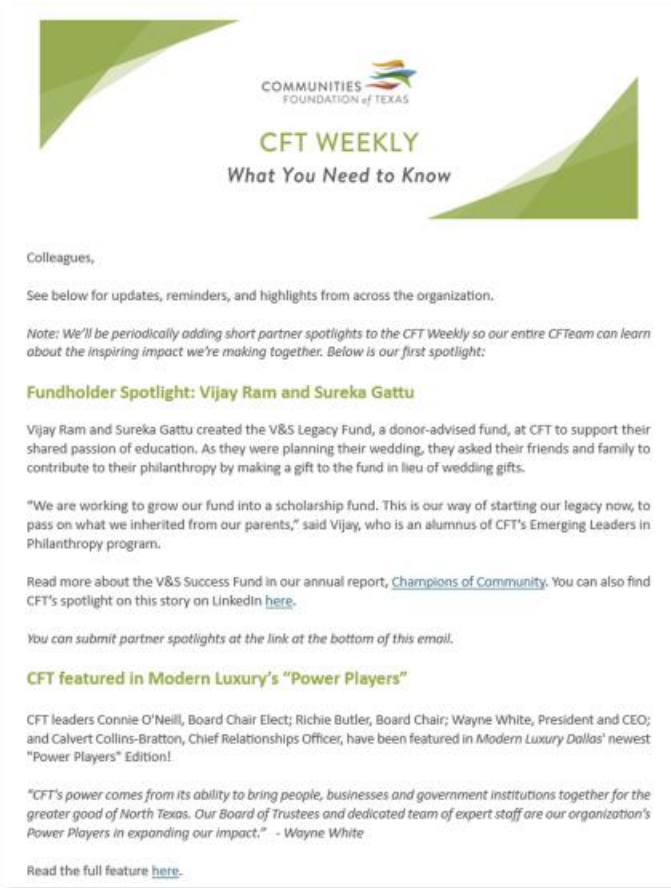 COMMUNITIES
FOUNDATION of TEXAS
CFT WEEKLY
What You Need to Know
Colleagues,
See below for updates, reminders, and highlights from across the organization.
Note: We'll be periodically adding short partner spotlights to the CFT Weekly so our entire CFTeam can learn
about the inspiring impact we're making together. Below is our first spotlight:
Fundholder Spotlight: Vijay Ram and Sureka Gattu
Vijay Ram and Sureka Gattu created the V&S Legacy Fund, a donor-advised fund, at CFT to support their
shared passion of education. As they were planning their wedding, they asked their friends and family to
contribute to their philanthropy by making a gift to the fund in lieu of wedding gifts.
"We are working to grow our fund into a scholarship fund. This is our way of starting our legacy now, to
pass on what we inherited from our parents," said Vijay, who is an alumnus of CFT's Emerging Leaders in
Philanthropy program.
Read more about the V&S Success Fund in our annual report, Champions of Community. You can also find
CFT's spotlight on this story on LinkedIn here.
You can submit partner spotlights at the link at the bottom of this email.
CFT featured in Modern Luxury's "Power Players"
CFT leaders Connie O'Neill, Board Chair Elect; Richie Butler, Board Chair; Wayne White, President and CEO;
and Calvert Collins-Bratton, Chief Relationships Officer, have been featured in Modern Luxury Dallas' newest
"Power Players" Edition!
"CFT's power comes from its ability to bring people, businesses and government institutions together for the
greater good of North Texas. Our Board of Trustees and dedicated team of expert staff are our organization's
Power Players in expanding our impact." - Wayne White
Read the full feature here.